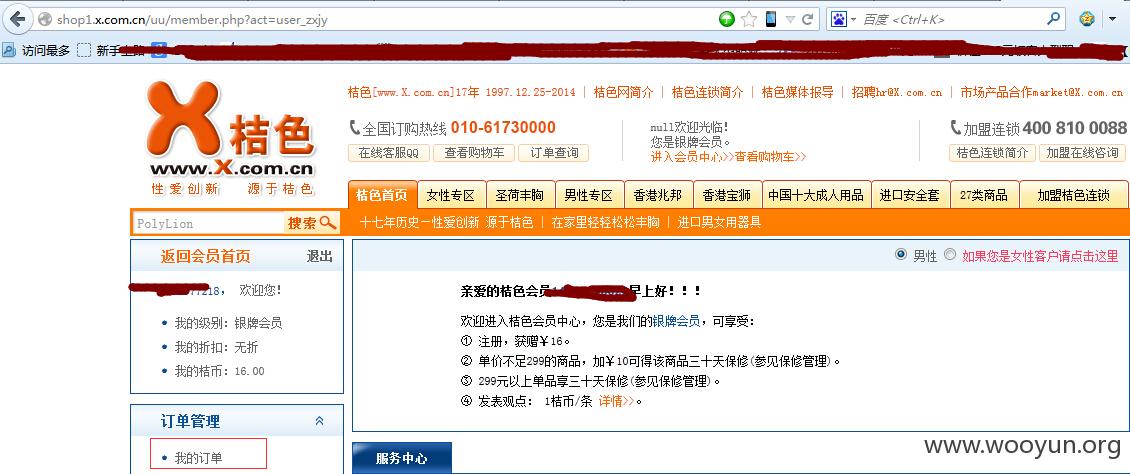 shop1.x.com.cn/uu/member.php?act=user_zxjy
百度 <Ctrl+K>
访问最多 新手上路
桔色[www.X.com.cn]17年 1997.12.25-2014 | 桔色网简介 | 桔色连锁简介 | 桔色媒体报导 | 招聘hr@X.com.cn | 市场产品合作market@X.com.cn
桔色
www.X.com.cn
性爱创新 源于桔色
全国订购热线 010-61730000
在线客服QQ 查看购物车 订单查询
null欢迎光临!
您是银牌会员。
进入会员中心>>查看购物车>>
加盟连锁 400 810 0088
桔色连锁简介 加盟在线咨询
桔色首页 女性专区 圣荷丰胸 男性专区 香港兆邦 香港宝狮 中国十大成人用品 进口安全套 27类商品 加盟桔色连锁
PolyLion 搜索
十七年历史一性爱创新 源于桔色 | 在家里轻轻松松丰胸 | 进口男女用器具
返回会员首页 退出
77218， 欢迎您!
我的级别：银牌会员
我的折扣：无折
我的桔币：16.00
订单管理
我的订单
男性 如果您是女性客户请点击这里
亲爱的桔色会员 早上好！！！
欢迎进入桔色会员中心，您是我们的银牌会员，可享受：
① 注册，获赠￥16。
② 单价不足299的商品，加￥10可得该商品三十天保修(参见保修管理)。
③ 299元以上单品享三十天保修(参见保修管理)。
④ 发表观点： 1桔币/条 详情>>。
服务中心
www.wooyun.org